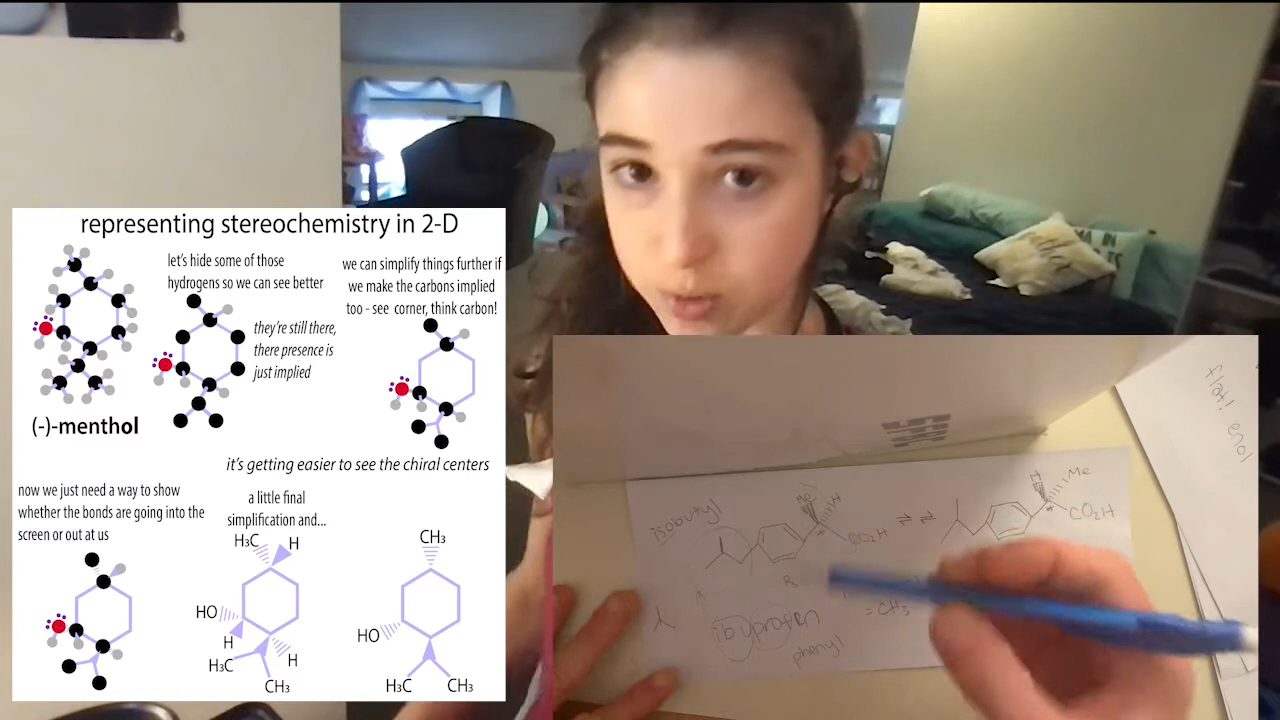 representing stereochemistry in 2-D
let's hide some of those
hydrogens so we can see better
they're still there,
there presence is
just implied
we can simplify things further if
we make the carbons implied
too - see corner, think carbon!
(-)-menthol
it's getting easier to see the chiral centers
now we just need a way to show
whether the bonds are going into the
screen or out at us
a little final
simplification and...
H₃C
H
HO
H
H₃C
H
CH₃
CH₃
HO
H₃C
CH₃
flat! enol
isobutyl
Me
H
CO₂H
H
Me
CO₂H
= CH₃
phenyl